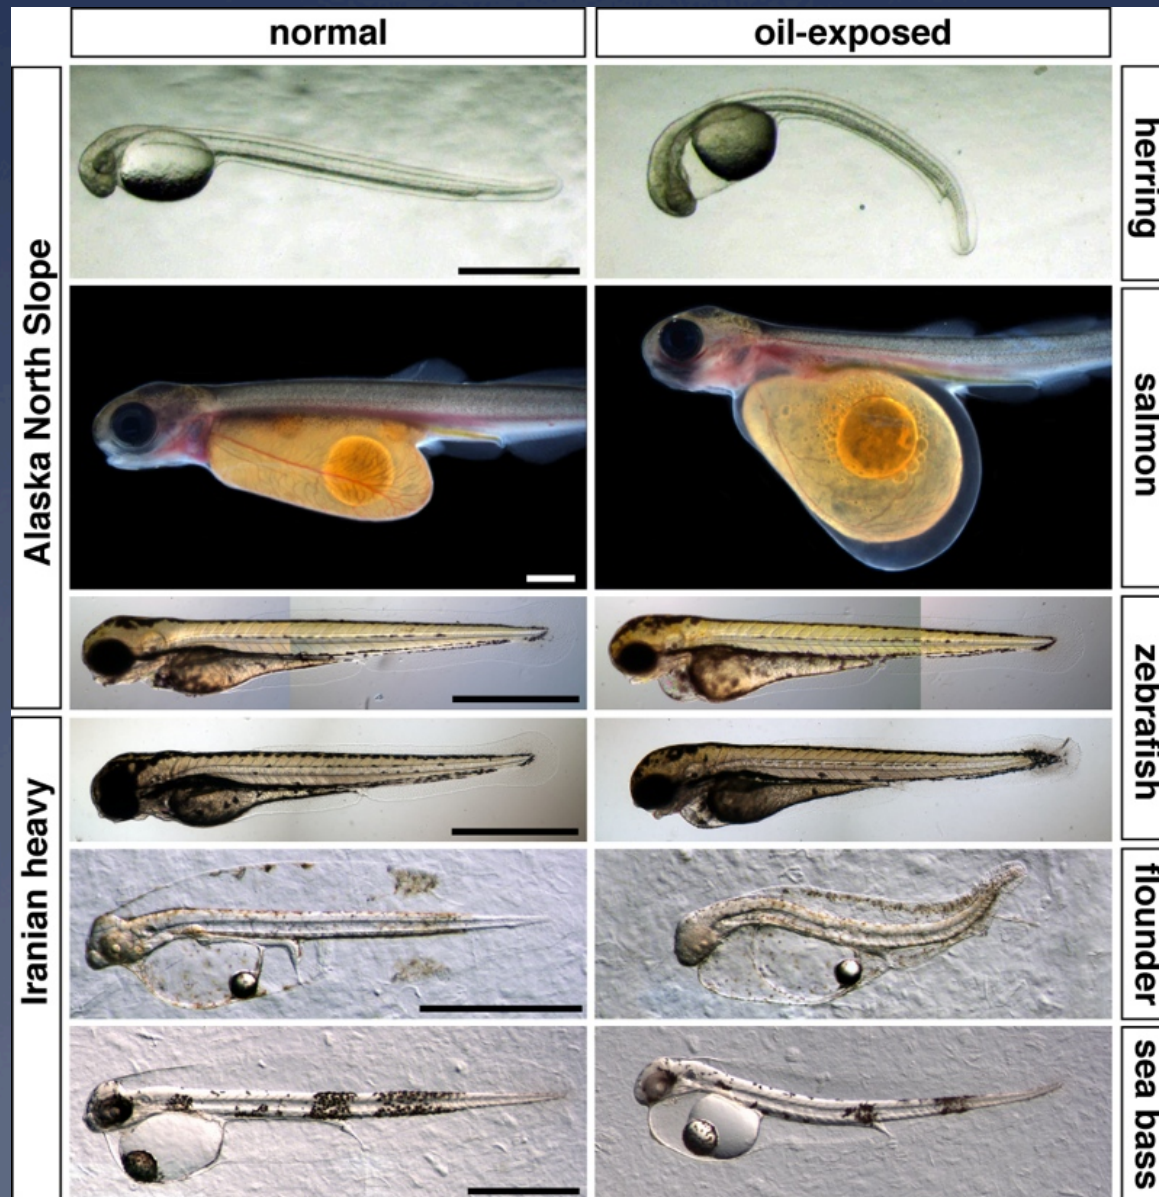 normal
oil-exposed
Alaska North Slope
herring
salmon
zebrafish
Iranian heavy
flounder
sea bass